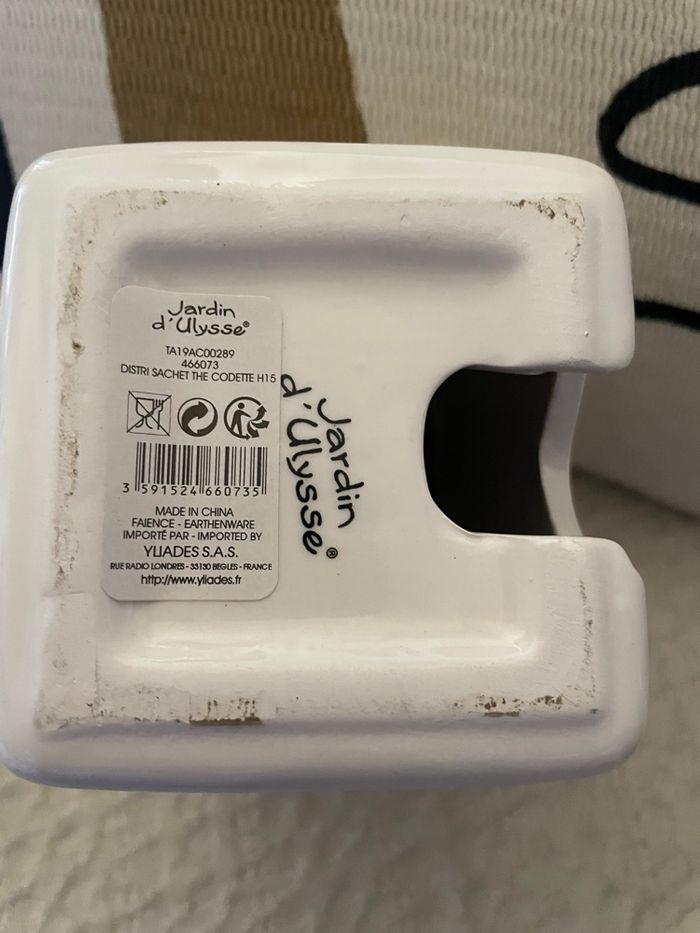 Jardin
d'Ulysse®
TA19AC00289
466073
DISTRI SACHET THE CODETTE H15
3 591524 660735
MADE IN CHINA
FAIENCE - EARTHENWARE
IMPORTÉ PAR - IMPORTED BY
YLIADES S.A.S.
RUE RADIO LONDRES - 33130 BEGLES - FRANCE
http://www.yliades.fr
Jardin
d'Ulysse®